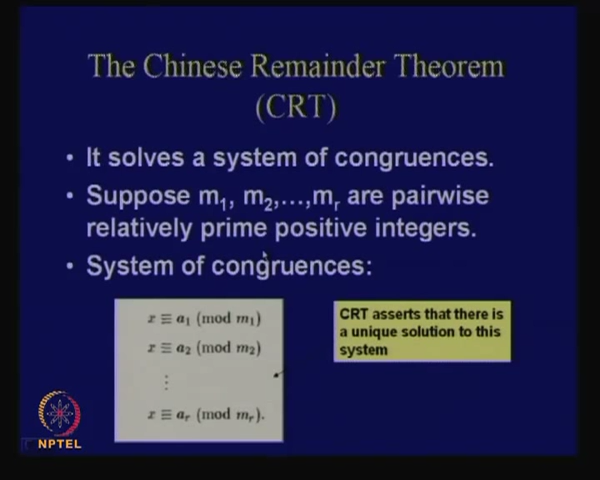 The Chinese Remainder Theorem
(CRT)
• It solves a system of congruences.
• Suppose m₁, m₂,...,mᵣ are pairwise
relatively prime positive integers.
• System of congruences:
x ≡ a₁ (mod m₁)
x ≡ a₂ (mod m₂)
⋮
x ≡ aᵣ (mod mᵣ).
CRT asserts that there is
a unique solution to this
system
NPTEL